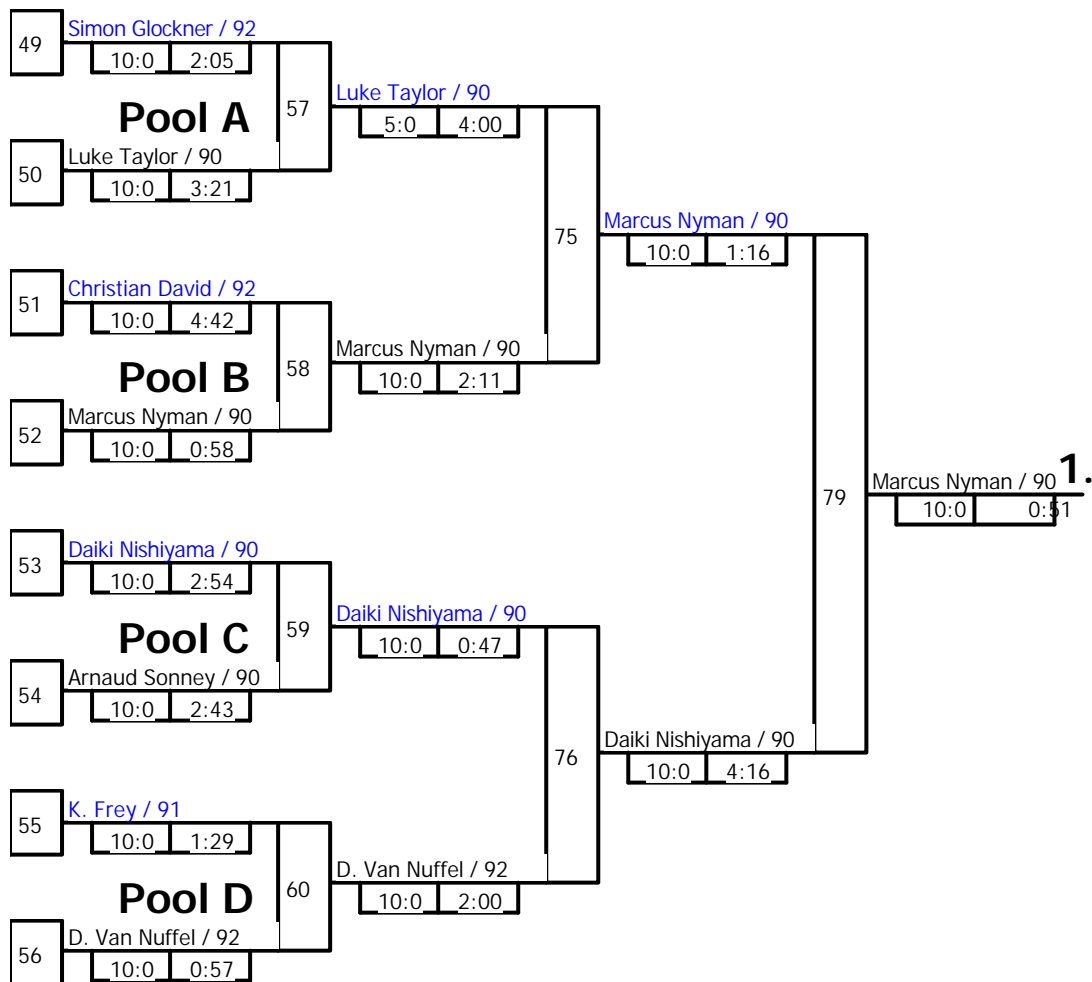 49
Simon Glockner / 92
10:0 2:05
Pool A
57
Luke Taylor / 90
5:0 4:00
50
Luke Taylor / 90
10:0 3:21
75
Marcus Nyman / 90
10:0 1:16
51
Christian David / 92
10:0 4:42
Pool B
58
Marcus Nyman / 90
10:0 2:11
52
Marcus Nyman / 90
10:0 0:58
79
Marcus Nyman / 90 1.
10:0 0:51
53
Daiki Nishiyama / 90
10:0 2:54
Pool C
59
Daiki Nishiyama / 90
10:0 0:47
54
Arnaud Sonney / 90
10:0 2:43
76
Daiki Nishiyama / 90
10:0 4:16
55
K. Frey / 91
10:0 1:29
Pool D
60
D. Van Nuffel / 92
10:0 2:00
56
D. Van Nuffel / 92
10:0 0:57